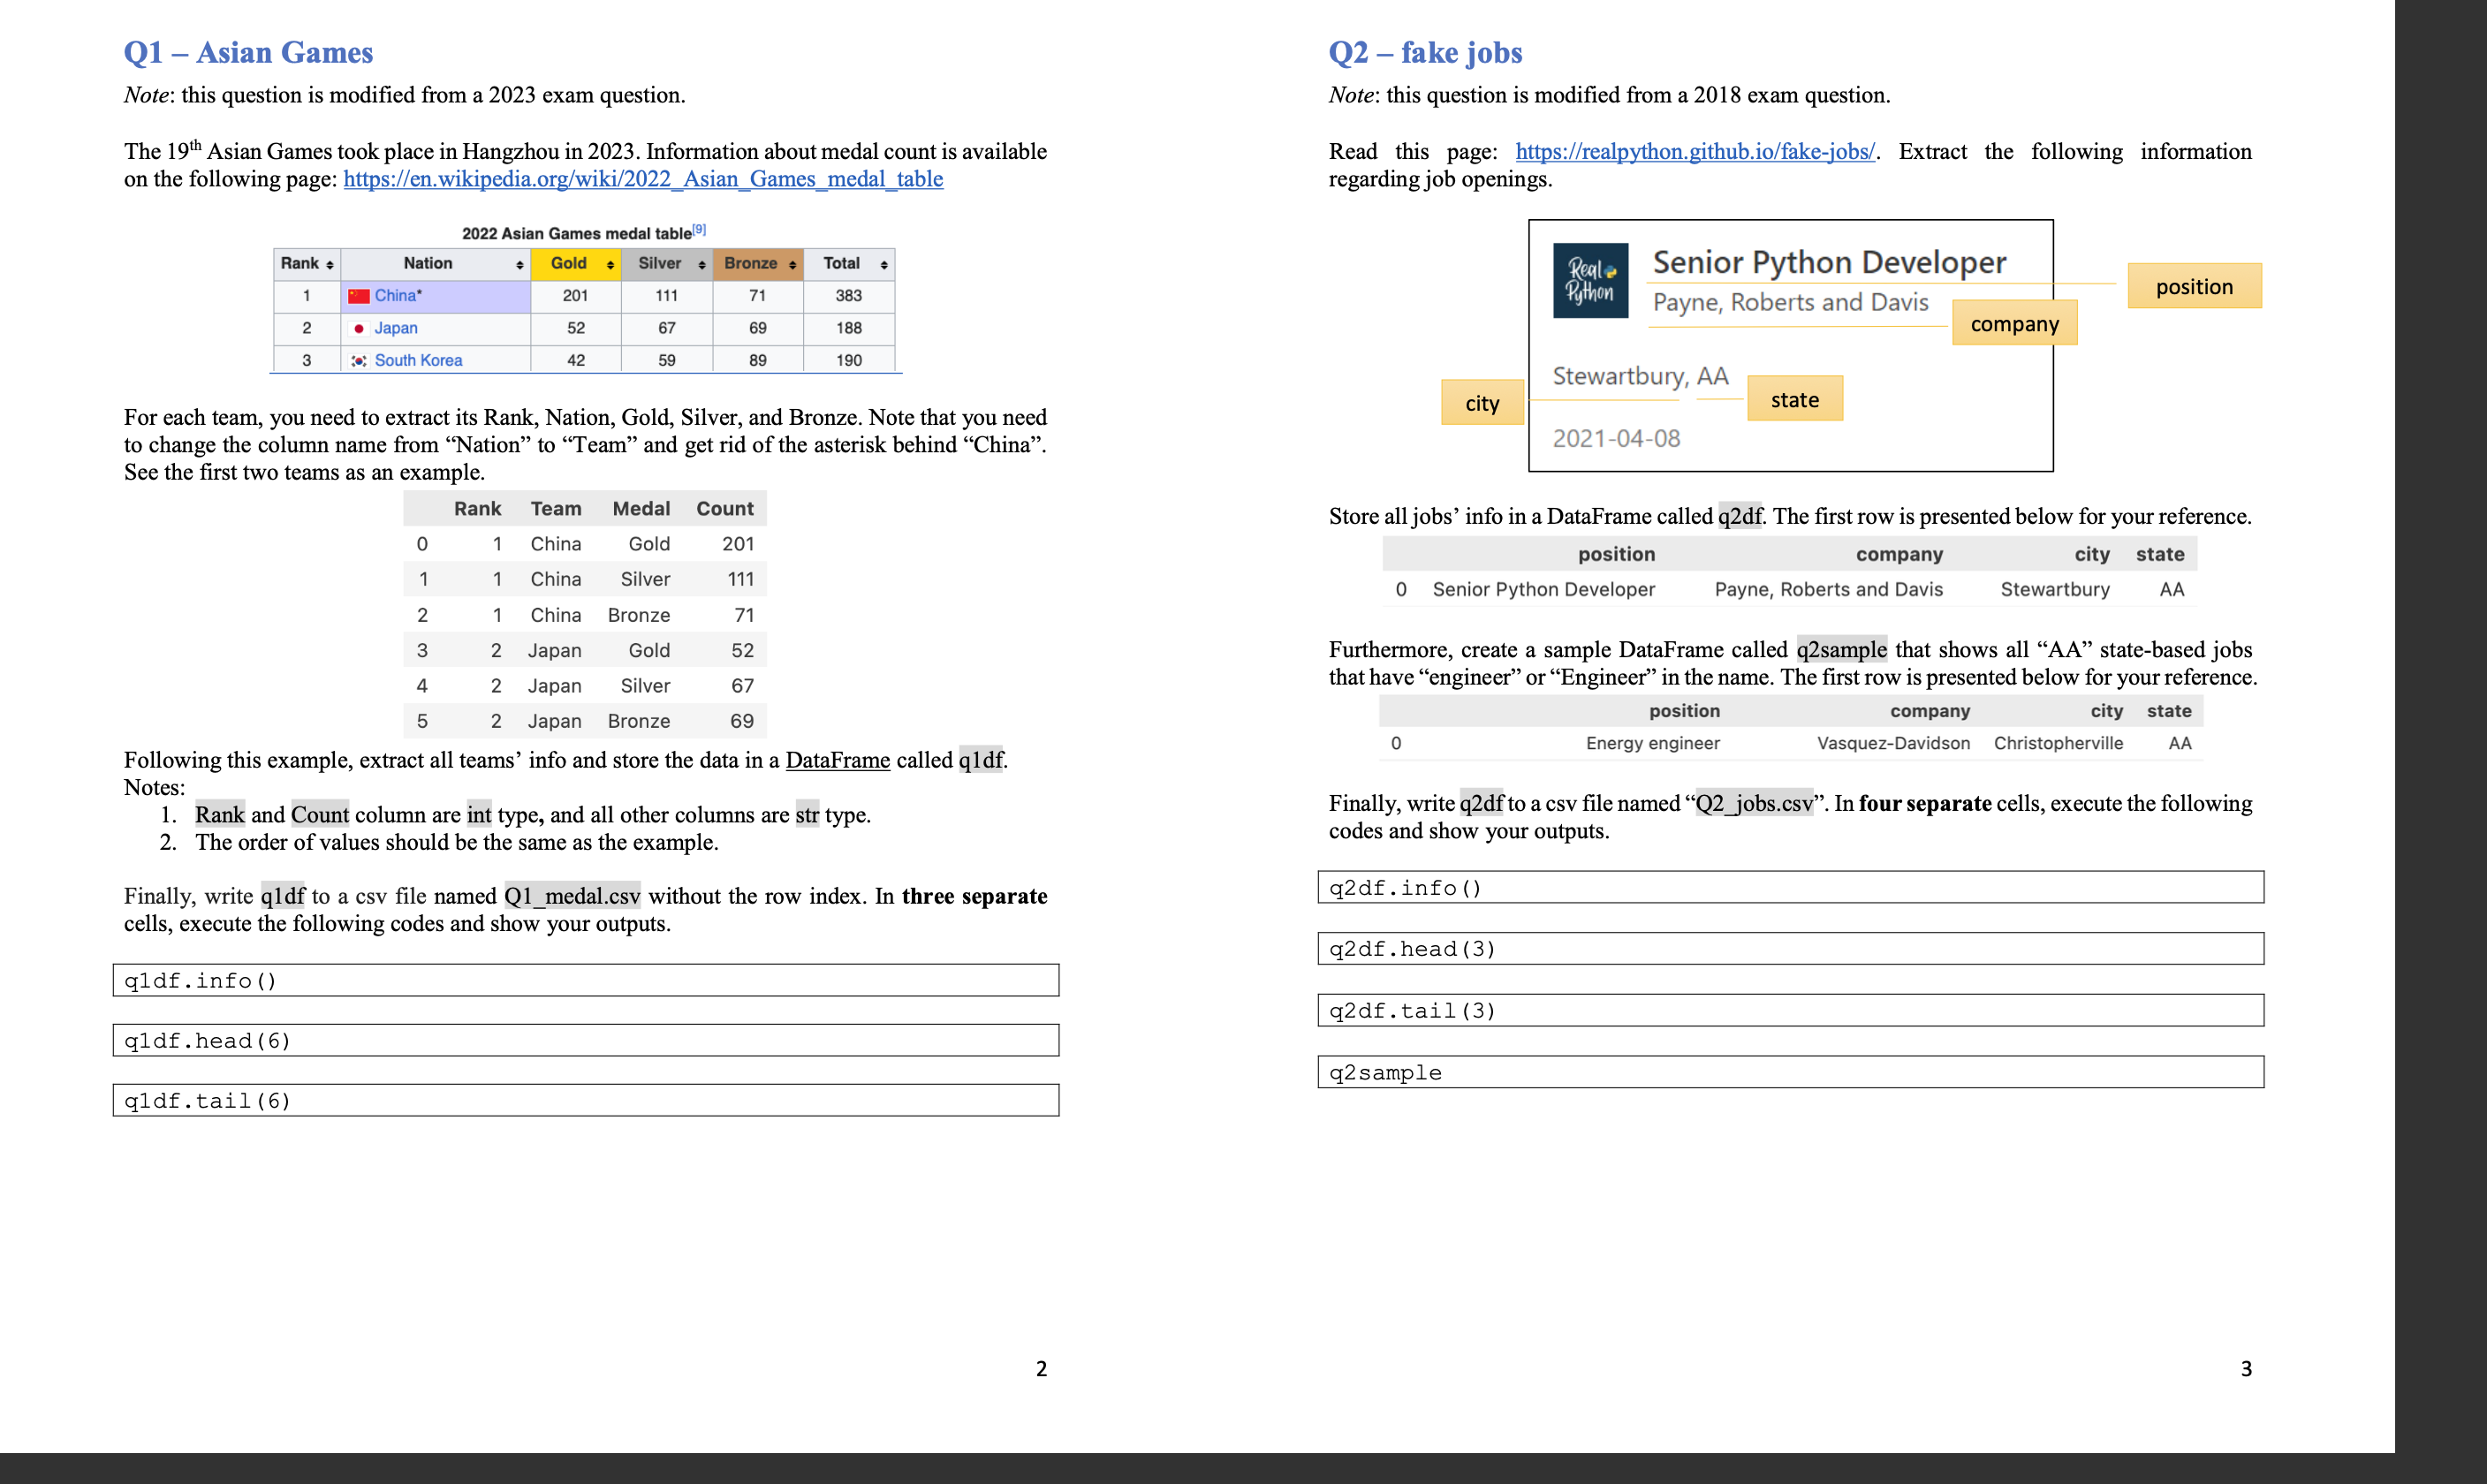 Q1 – Asian Games
Note: this question is modified from a 2023 exam question.
The 19th Asian Games took place in Hangzhou in 2023. Information about medal count is available
on the following page: https://en.wikipedia.org/wiki/2022_Asian_Games_medal_table
2022 Asian Games medal table[9]
Rank Nation Gold Silver Bronze Total
1 China* 201 111 71 383
2 Japan 52 67 69 188
3 South Korea 42 59 89 190
For each team, you need to extract its Rank, Nation, Gold, Silver, and Bronze. Note that you need
to change the column name from “Nation” to “Team” and get rid of the asterisk behind “China”.
See the first two teams as an example.
Rank Team Medal Count
0 1 China Gold 201
1 1 China Silver 111
2 1 China Bronze 71
3 2 Japan Gold 52
4 2 Japan Silver 67
5 2 Japan Bronze 69
Following this example, extract all teams’ info and store the data in a DataFrame called q1df.
Notes:
1. Rank and Count column are int type, and all other columns are str type.
2. The order of values should be the same as the example.
Finally, write q1df to a csv file named Q1_medal.csv without the row index. In three separate
cells, execute the following codes and show your outputs.
q1df.info()
q1df.head(6)
q1df.tail(6)
2
Q2 – fake jobs
Note: this question is modified from a 2018 exam question.
Read this page: https://realpython.github.io/fake-jobs/. Extract the following information
regarding job openings.
Real Python
Senior Python Developer
position
Payne, Roberts and Davis
company
Stewartbury, AA
city
state
2021-04-08
Store all jobs’ info in a DataFrame called q2df. The first row is presented below for your reference.
position company city state
0 Senior Python Developer Payne, Roberts and Davis Stewartbury AA
Furthermore, create a sample DataFrame called q2sample that shows all “AA” state-based jobs
that have “engineer” or “Engineer” in the name. The first row is presented below for your reference.
position company city state
0 Energy engineer Vasquez-Davidson Christopherville AA
Finally, write q2df to a csv file named “Q2_jobs.csv”. In four separate cells, execute the following
codes and show your outputs.
q2df.info()
q2df.head(3)
q2df.tail(3)
q2sample
3